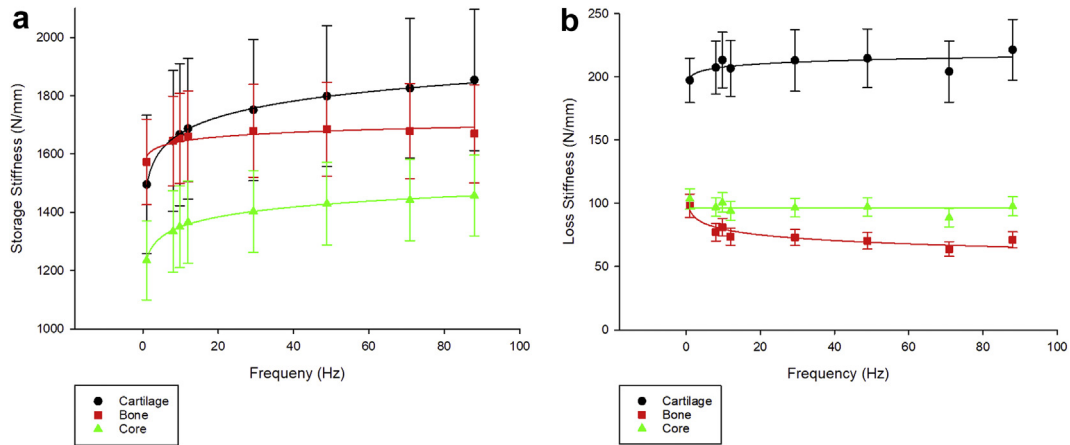 a
Storage Stiffness (N/mm)
2000
1800
1600
1400
1200
1000
0 20 40 60 80 100
Frequeny (Hz)
Cartilage
Bone
Core
b
Loss Stiffness (N/mm)
250
200
150
100
50
0
0 20 40 60 80 100
Frequency (Hz)
Cartilage
Bone
Core